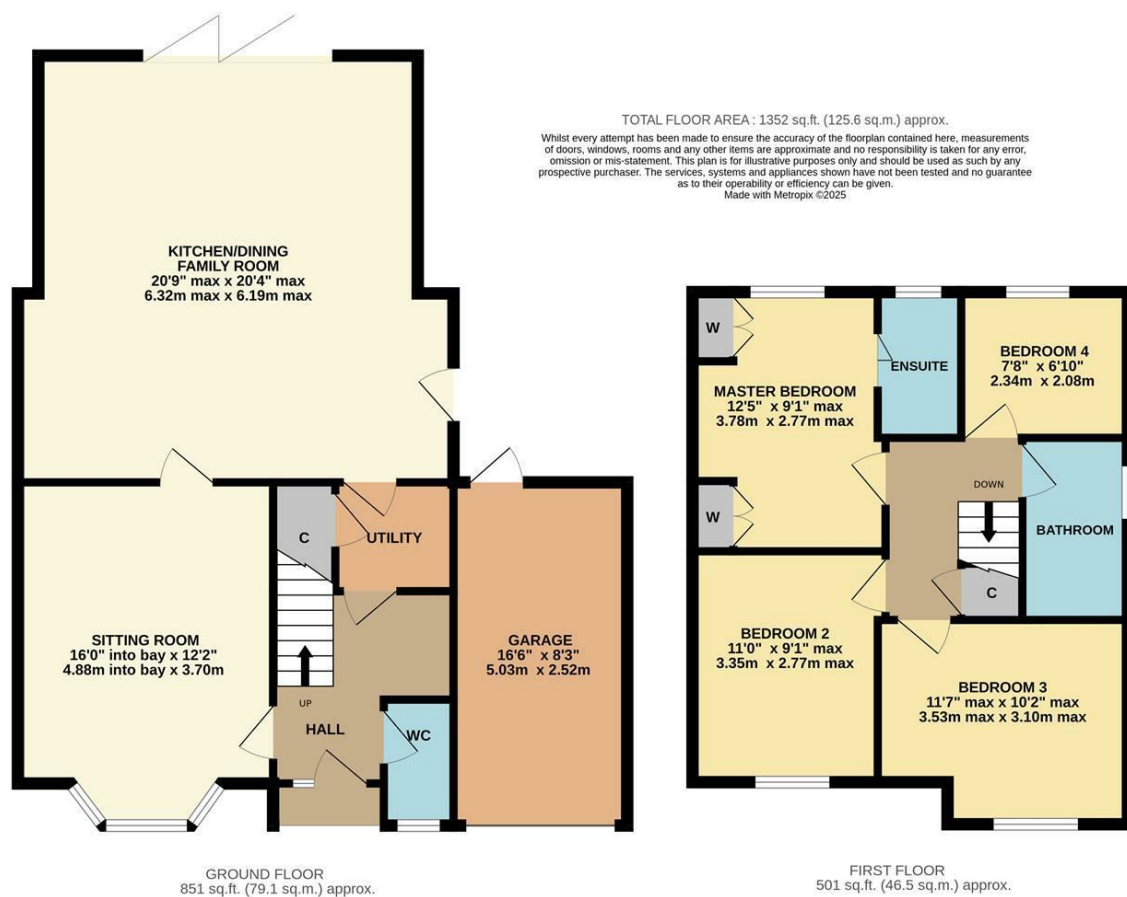 TOTAL FLOOR AREA : 1352 sq.ft. (125.6 sq.m.) approx.
Whilst every attempt has been made to ensure the accuracy of the floorplan contained here, measurements
of doors, windows, rooms and any other items are approximate and no responsibility is taken for any error,
omission or mis-statement. This plan is for illustrative purposes only and should be used as such by any
prospective purchaser. The services, systems and appliances shown have not been tested and no guarantee
as to their operability or efficiency can be given.
Made with Metropix ©2025
KITCHEN/DINING
FAMILY ROOM
20'9" max x 20'4" max
6.32m max x 6.19m max
C
UTILITY
SITTING ROOM
16'0" into bay x 12'2"
4.88m into bay x 3.70m
GARAGE
16'6" x 8'3"
5.03m x 2.52m
UP
HALL
WC
GROUND FLOOR
851 sq.ft. (79.1 sq.m.) approx.
W
ENSUITE
BEDROOM 4
7'8" x 6'10"
2.34m x 2.08m
MASTER BEDROOM
12'5" x 9'1" max
3.78m x 2.77m max
W
DOWN
BATHROOM
C
BEDROOM 2
11'0" x 9'1" max
3.35m x 2.77m max
BEDROOM 3
11'7" max x 10'2" max
3.53m max x 3.10m max
FIRST FLOOR
501 sq.ft. (46.5 sq.m.) approx.